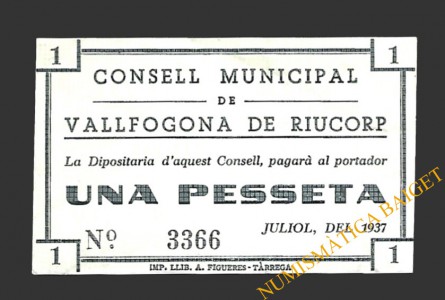 1 1
CONSELL MUNICIPAL
DE
VALLFOGONA DE RIUCORP
La Dipositaria d'aquest Consell, pagarà al portador
UNA PESSETA
JULIOL, DEL 1937
Nº 3366
1 1
IMP. LLIB. A. FIGUERES - TÀRREGA
NUMISMÀTICA BAIGET